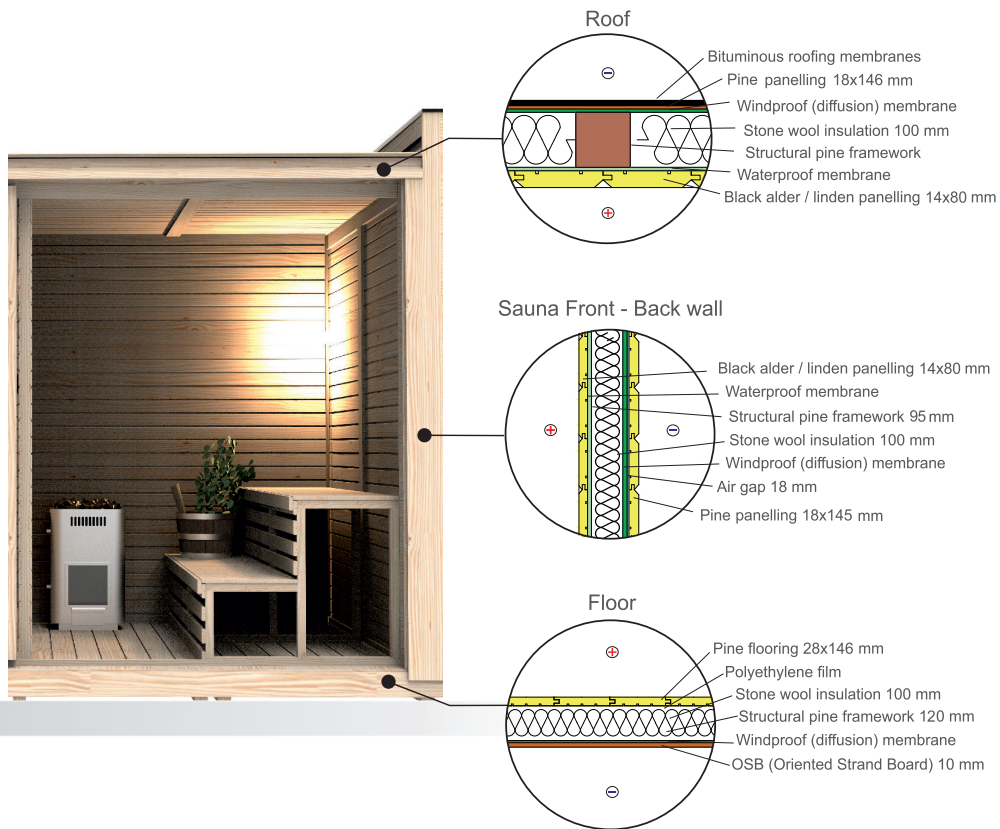 Roof
Bituminous roofing membranes
Pine panelling 18x146 mm
Windproof (diffusion) membrane
Stone wool insulation 100 mm
Structural pine framework
Waterproof membrane
Black alder / linden panelling 14x80 mm
Sauna Front - Back wall
Black alder / linden panelling 14x80 mm
Waterproof membrane
Structural pine framework 95 mm
Stone wool insulation 100 mm
Windproof (diffusion) membrane
Air gap 18 mm
Pine panelling 18x145 mm
Floor
Pine flooring 28x146 mm
Polyethylene film
Stone wool insulation 100 mm
Structural pine framework 120 mm
Windproof (diffusion) membrane
OSB (Oriented Strand Board) 10 mm